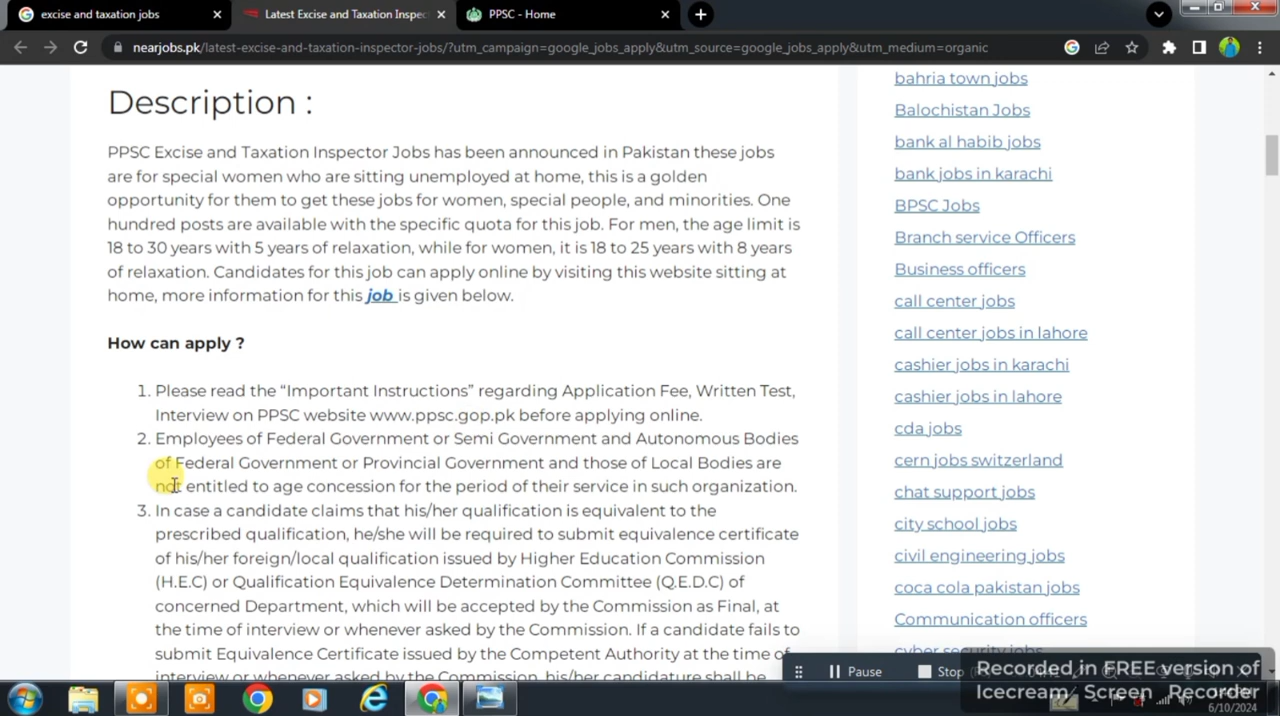 excise and taxation jobs
Latest Excise and Taxation Inspec
PPSC - Home
nearjobs.pk/latest-excise-and-taxation-inspector-jobs/?utm_campaign=google_jobs_apply&utm_source=google_jobs_apply&utm_medium=organic
Description :
PPSC Excise and Taxation Inspector Jobs has been announced in Pakistan these jobs
are for special women who are sitting unemployed at home, this is a golden
opportunity for them to get these jobs for women, special people, and minorities. One
hundred posts are available with the specific quota for this job. For men, the age limit is
18 to 30 years with 5 years of relation, while for women, it is 18 to 25 years with 8 years
of relaxation. Candidates for this job can apply online by visiting this website sitting at
home, more information for this job is given below.
How can apply ?
1. Please read the “Important Instructions” regarding Application Fee, Written Test,
Interview on PPSC website www.ppsc.gop.pk before applying online.
2. Employees of Federal Government or Semi Government and Autonomous Bodies
of Federal Government or Provincial Government and those of Local Bodies are
not entitled to age concession for the period of their service in such organization.
3. In case a candidate claims that his/her qualification is equivalent to the
prescribed qualification, he/she will be required to submit equivalence certificate
of his/her foreign/local qualification issued by Higher Education Commission
(H.E.C) or Qualification Equivalence Determination Committee (Q.E.D.C) of
concerned Department, which will be accepted by the Commission as Final, at
the time of interview or whenever asked by the Commission. If a candidate fails to
submit Equivalence Certificate issued by the Competent Authority at the time of
interview or whenever asked by the Commission, his/her candidature shall be
bahria town jobs
Balochistan Jobs
bank al habib jobs
bank jobs in karachi
BPSC Jobs
Branch service Officers
Business officers
call center jobs
call center jobs in lahore
cashier jobs in karachi
cashier jobs in lahore
cda jobs
cern jobs switzerland
chat support jobs
city school jobs
civil engineering jobs
coca cola pakistan jobs
Communication officers
cyber security jobs
Pause
Stop
Recorded in FREE version of
Icecream Screen Recorder
6/10/2024